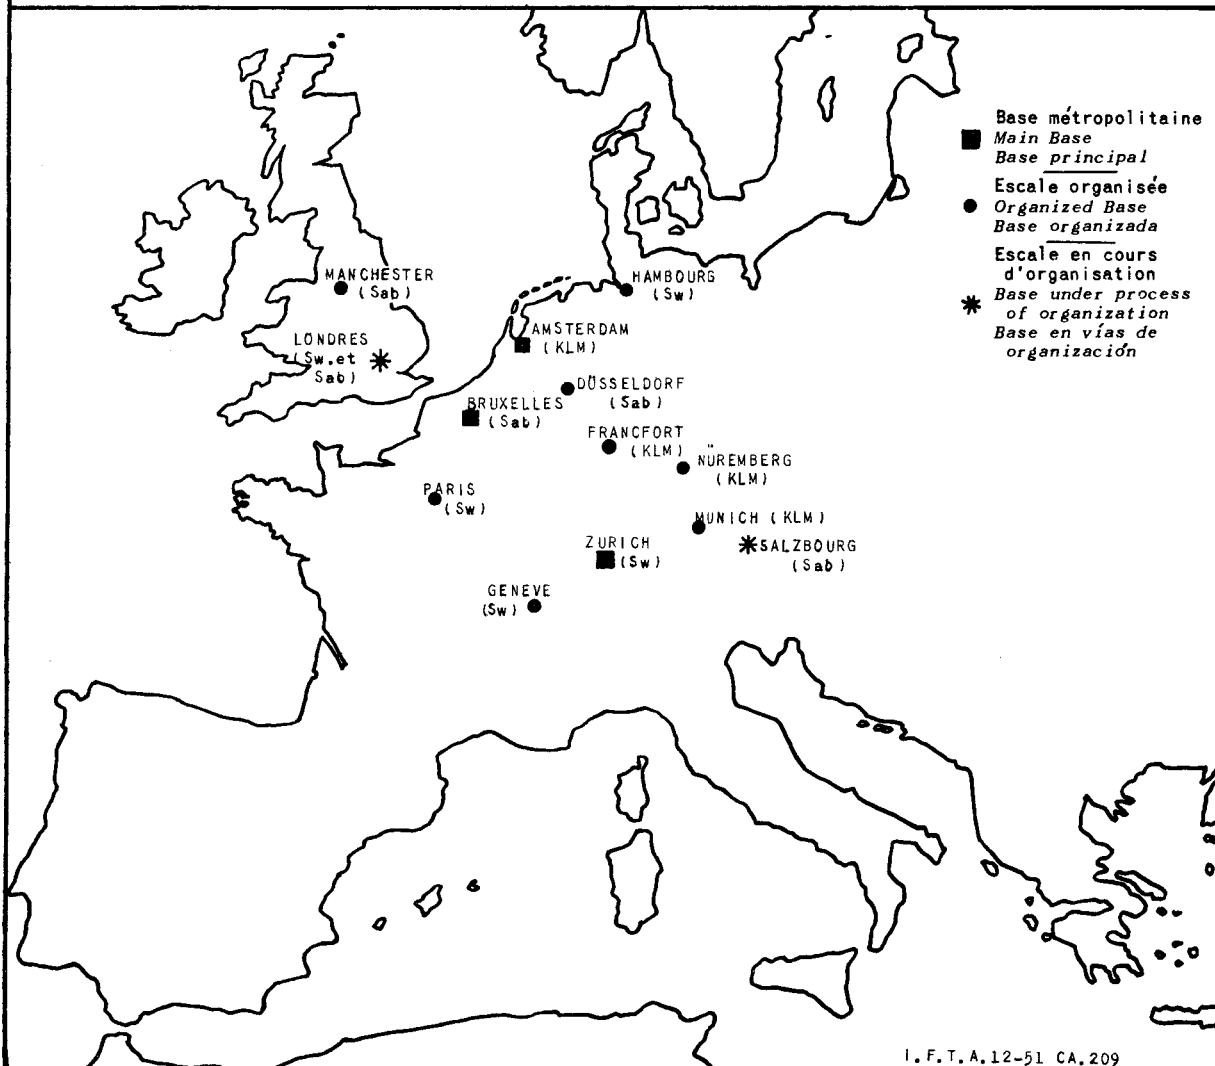 Base métropolitaine
Main Base
Base principal
Escale organisée
Organized Base
Base organizada
Escale en cours
d'organisation
Base under process
of organization
Base en vías de
organización
MANCHESTER
(Sab)
HAMBOURG
(Sw)
LONDRES
(Sw.et
Sab)
AMSTERDAM
(KLM)
DÜSSELDORF
(Sab)
BRUXELLES
(Sab)
FRANCFORT
(KLM)
NÜREMBERG
(KLM)
PARIS
(Sw)
MUNICH (KLM)
ZURICH
(Sw)
SALZBOURG
(Sab)
GENEVE
(Sw)
I.F.T.A.12-51 CA.209